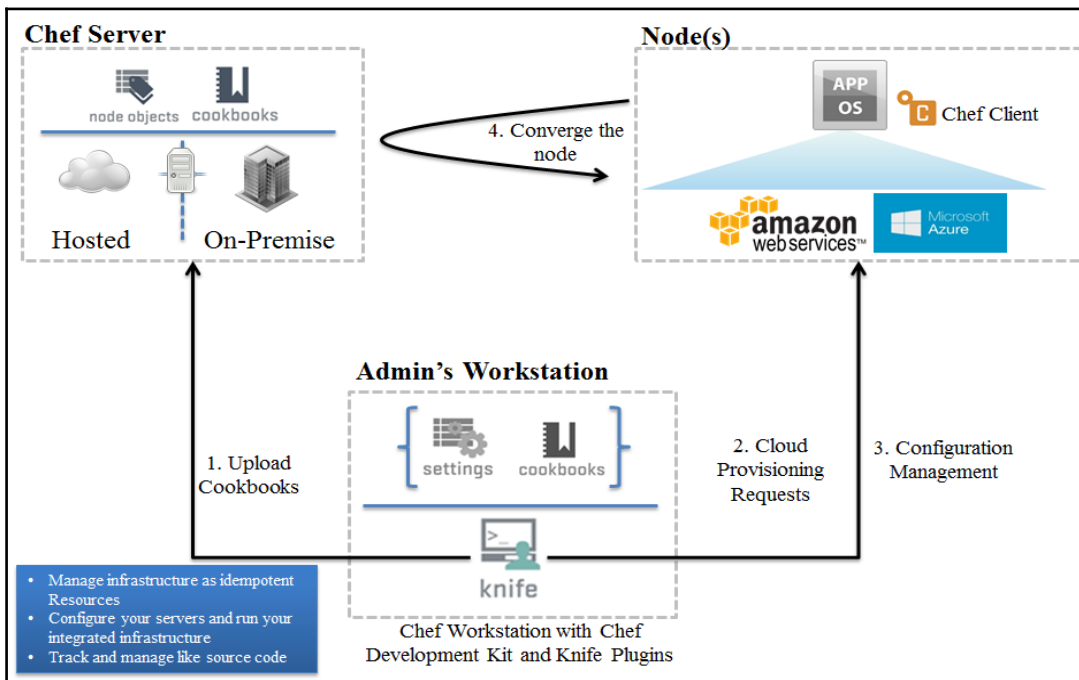 Chef Server
node objects
cookbooks
Hosted
On-Premise
4. Converge the
node
Node(s)
APP
OS
C
Chef Client
amazon
webservices™
Microsoft
Azure
Admin's Workstation
settings
cookbooks
>_
knife
1. Upload
Cookbooks
2. Cloud
Provisioning
Requests
3. Configuration
Management
• Manage infrastructure as idempotent
Resources
• Configure your servers and run your
integrated infrastructure
• Track and manage like source code
Chef Workstation with Chef
Development Kit and Knife Plugins